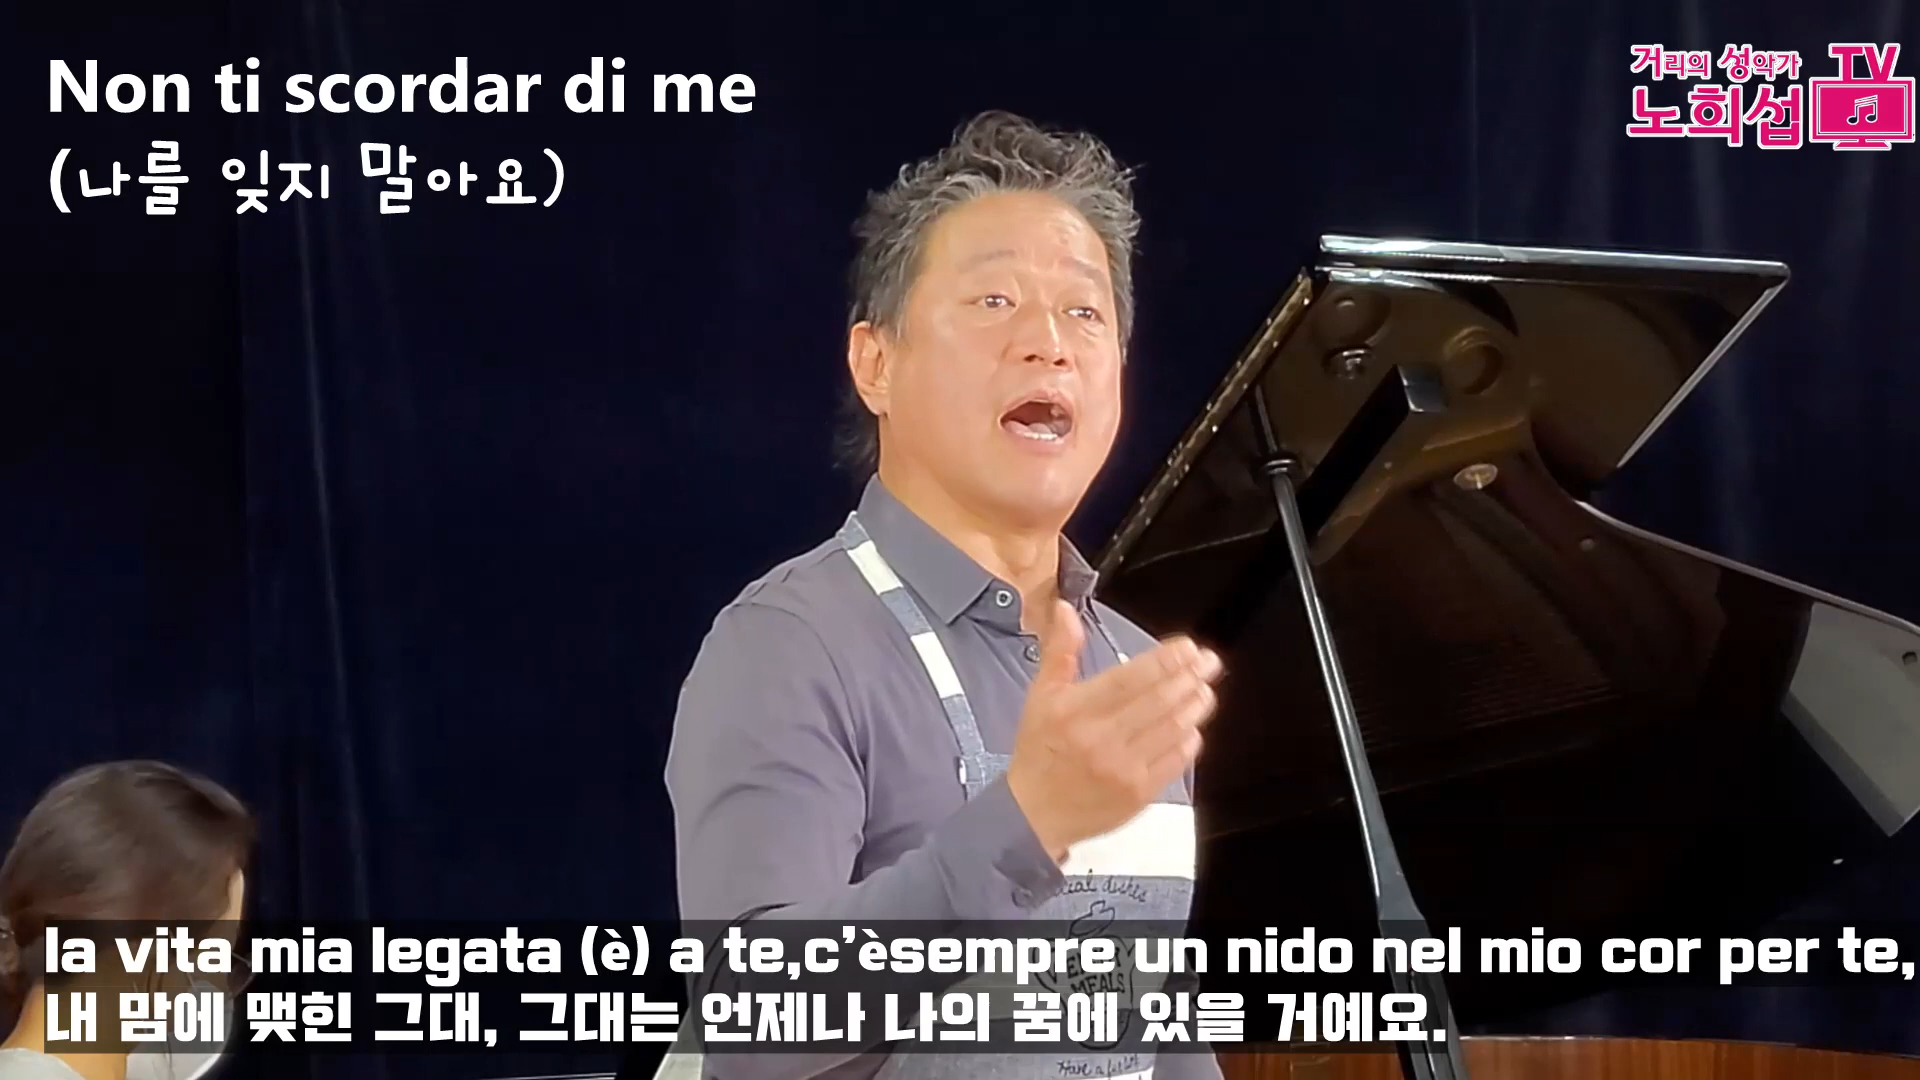 Non ti scordar di me
(나를 잊지 말아요)
거리의 성악가
노희섭
TV
la vita mia legata (è) a te,c’èsempre un nido nel mio cor per te,
내 맘에 맺힌 그대, 그대는 언제나 나의 꿈에 있을 거예요.
dishes
MEALS
Have a